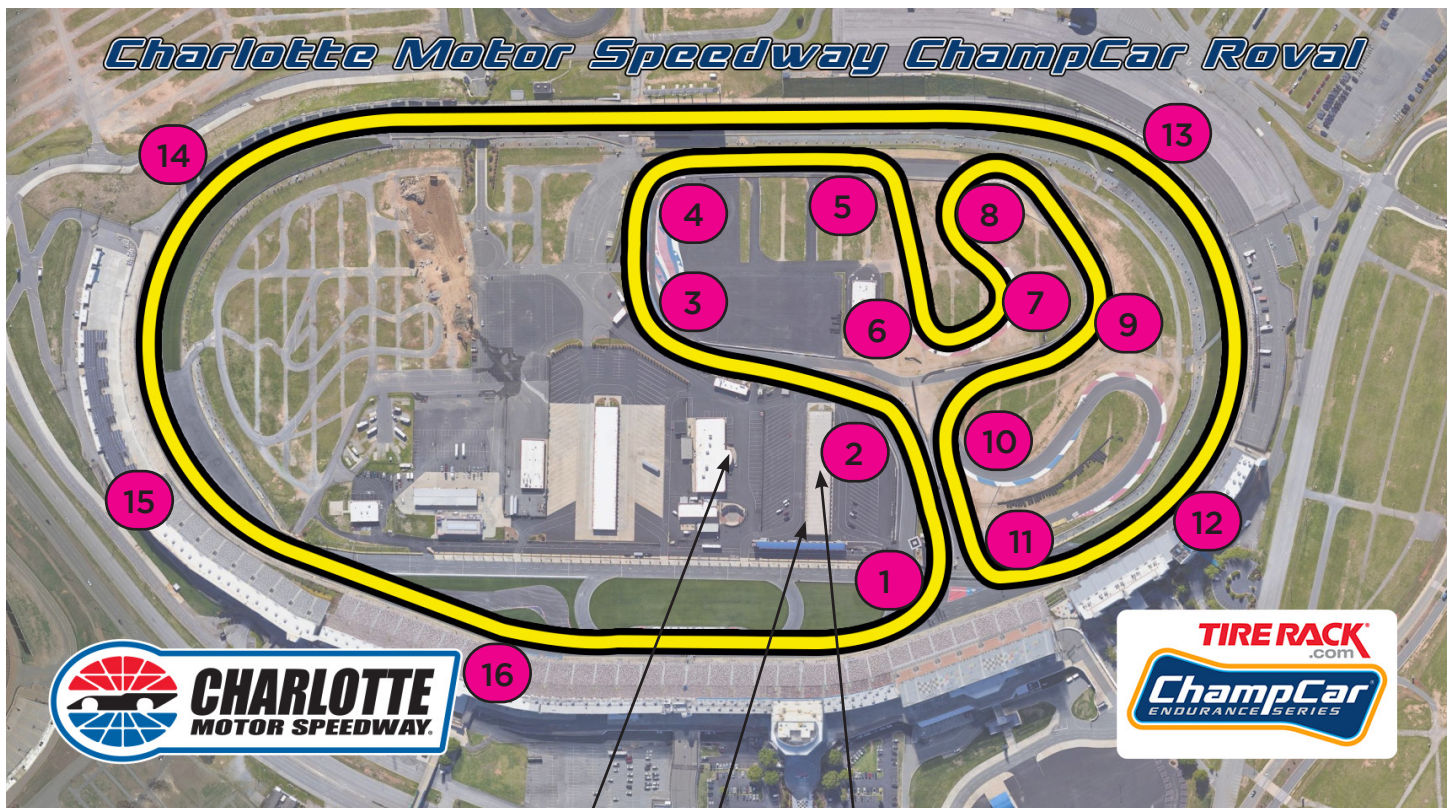 Charlotte Motor Speedway ChampCar Roval
13
14
4
5
8
3
7
6
9
10
2
15
12
11
1
16
CHARLOTTE
MOTOR SPEEDWAY
TIRE RACK
.com
ChampCar
ENDURANCE SERIES